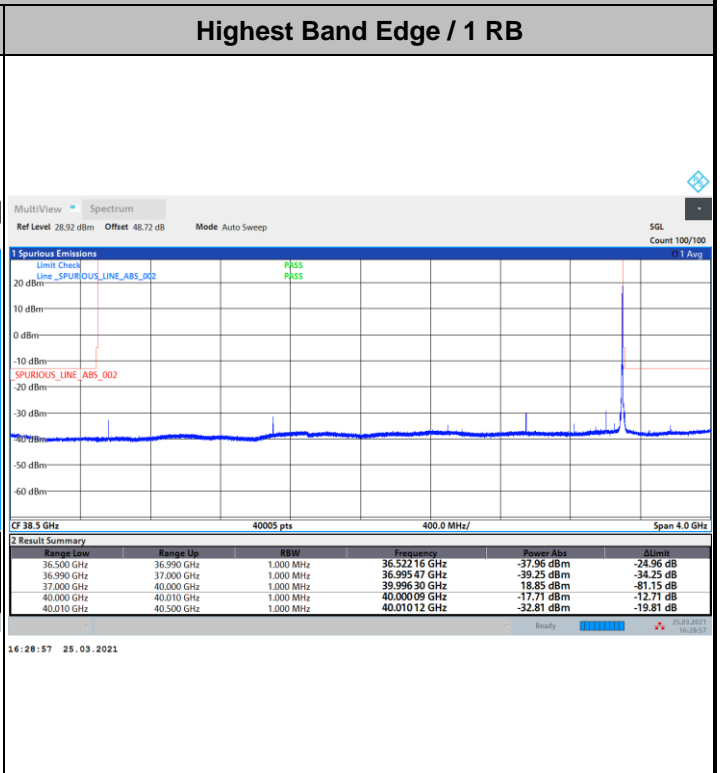 Highest Band Edge / 1 RB
MultiView Spectrum
Ref Level 28.92 dBm Offset 48.72 dB Mode Auto Sweep SGL
Count 100/100
1 Spurious Emissions 1 Avg
Limit Check PASS
Line _SPURIOUS_LINE_ABS_002 PASS
20 dBm
10 dBm
0 dBm
-10 dBm
_SPURIOUS_LINE_ABS_002
-20 dBm
-30 dBm
-40 dBm
-50 dBm
-60 dBm
CF 38.5 GHz 40005 pts 400.0 MHz/ Span 4.0 GHz
2 Result Summary
Range Low Range Up RBW Frequency Power Abs ΔLimit
36.500 GHz 36.990 GHz 1.000 MHz 36.522 16 GHz -37.96 dBm -24.96 dB
36.990 GHz 37.000 GHz 1.000 MHz 36.995 47 GHz -39.25 dBm -34.25 dB
37.000 GHz 40.000 GHz 1.000 MHz 39.996 30 GHz 18.85 dBm -81.15 dB
40.000 GHz 40.010 GHz 1.000 MHz 40.000 09 GHz -17.71 dBm -12.71 dB
40.010 GHz 40.500 GHz 1.000 MHz 40.010 12 GHz -32.81 dBm -19.81 dB
Ready 25.03.2021
16:28:57
16:28:57 25.03.2021